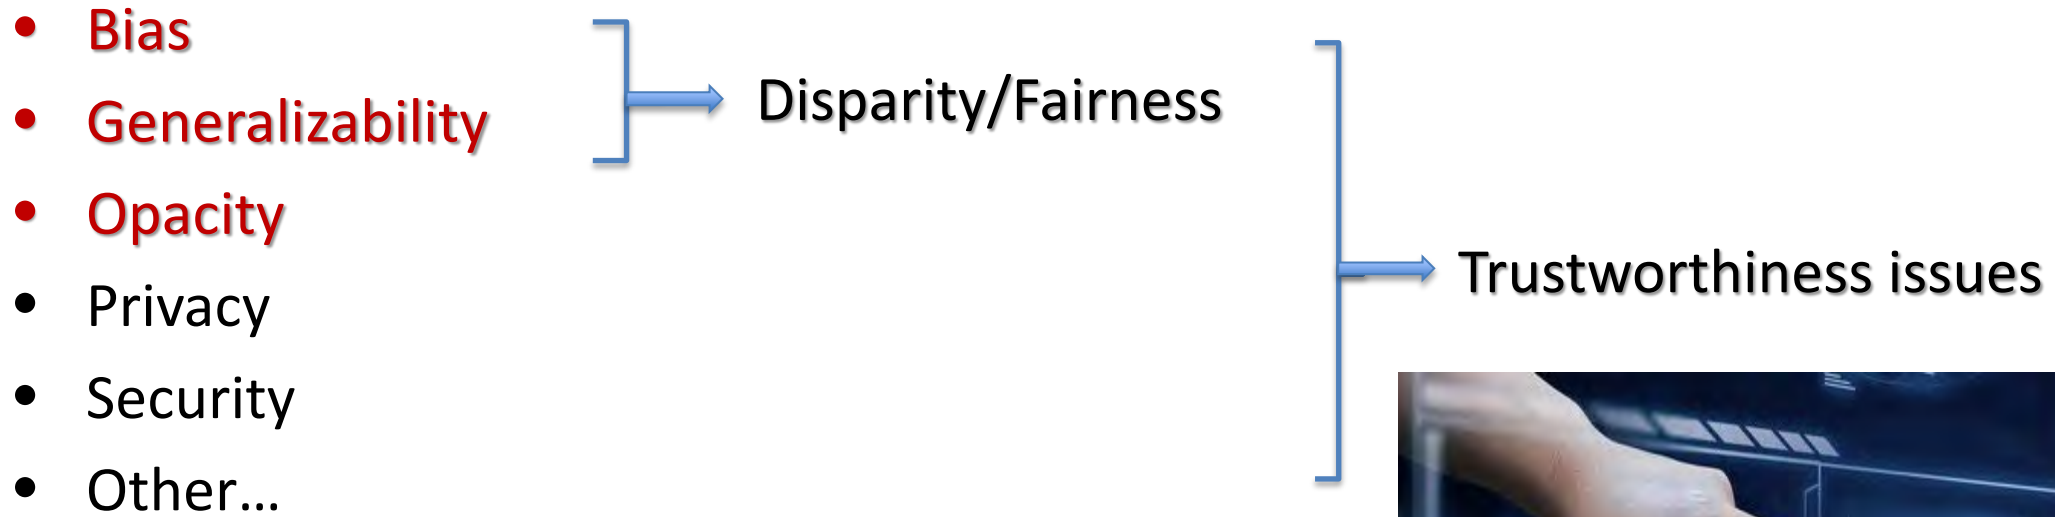 • Bias
• Generalizability
Disparity/Fairness
• Opacity
Trustworthiness issues
• Privacy
• Security
• Other...